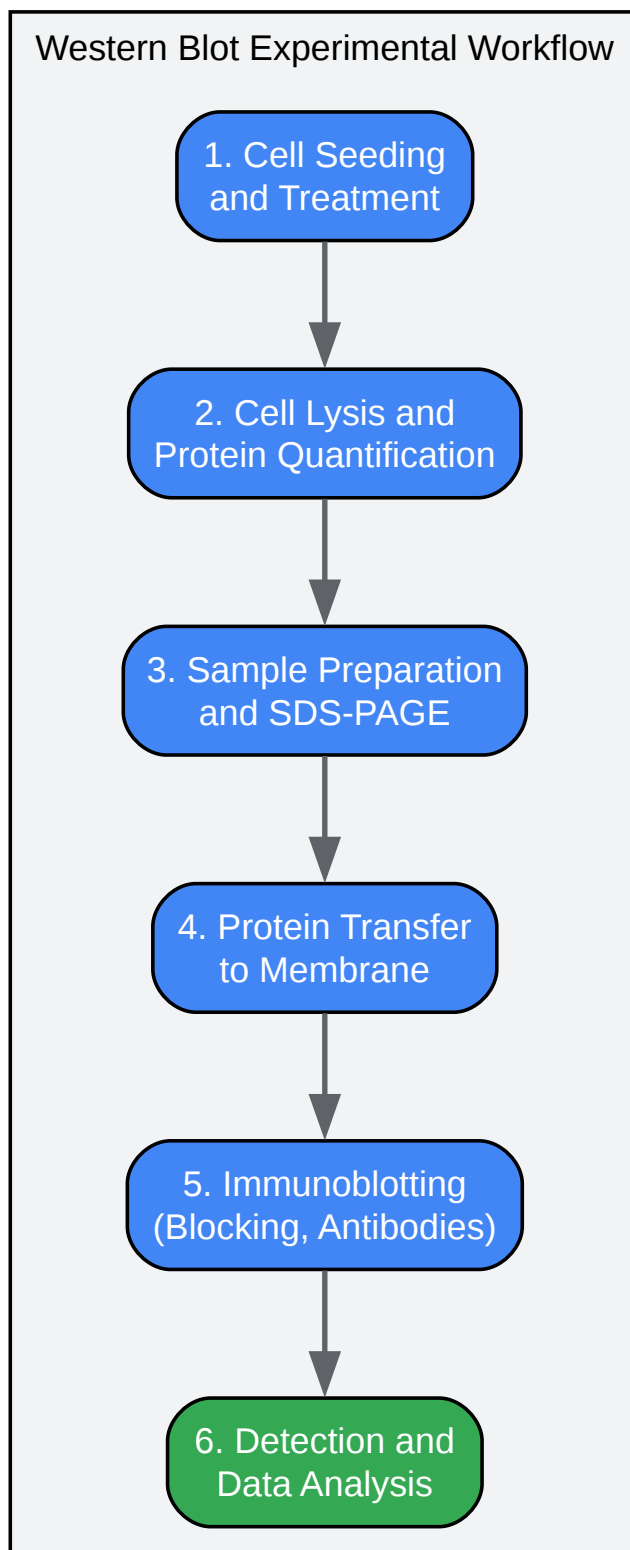 Western Blot Experimental Workflow
1. Cell Seeding
and Treatment
2. Cell Lysis and
Protein Quantification
3. Sample Preparation
and SDS-PAGE
4. Protein Transfer
to Membrane
5. Immunoblotting
(Blocking, Antibodies)
6. Detection and
Data Analysis